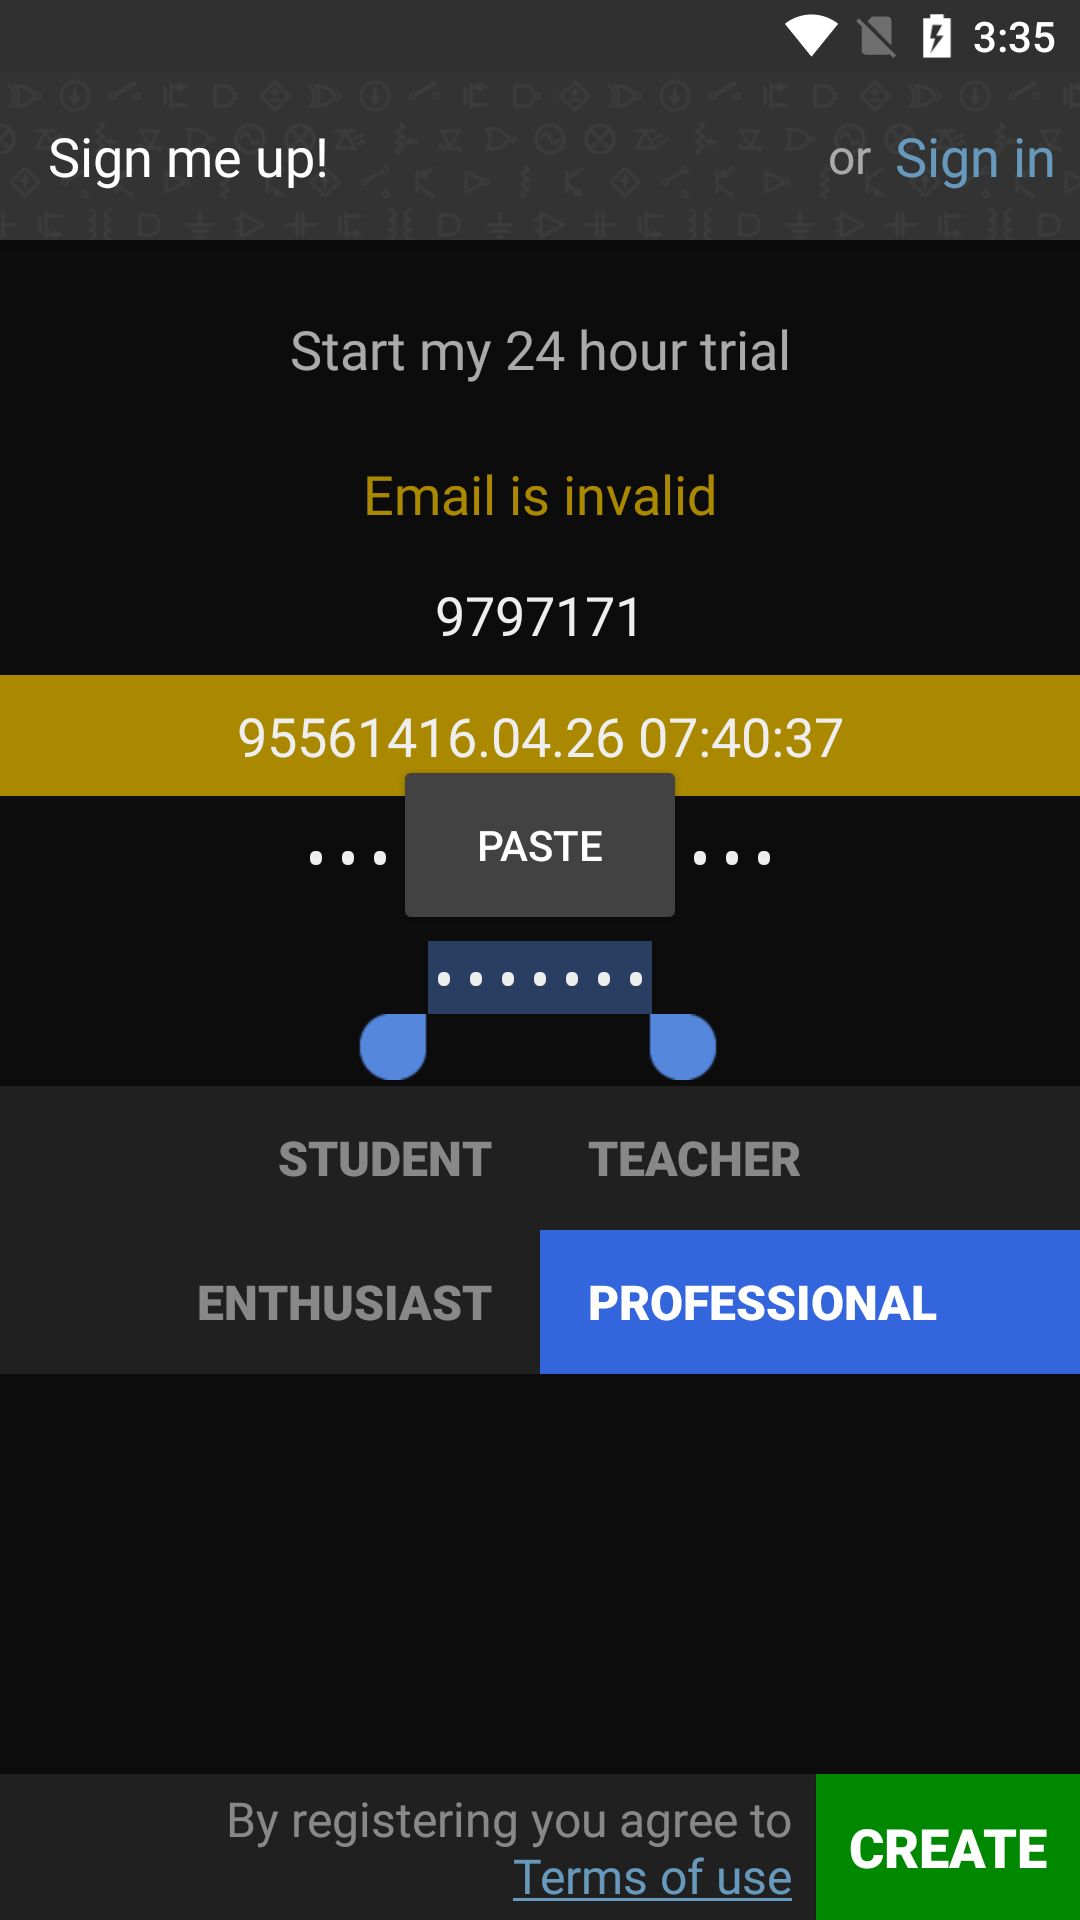 3:35
Sign me up!
or Sign in
Start my 24 hour trial
Email is invalid
9797171
95561416.04.26 07:40:37
PASTE
STUDENT
TEACHER
ENTHUSIAST
PROFESSIONAL
By registering you agree to
Terms of use
CREATE